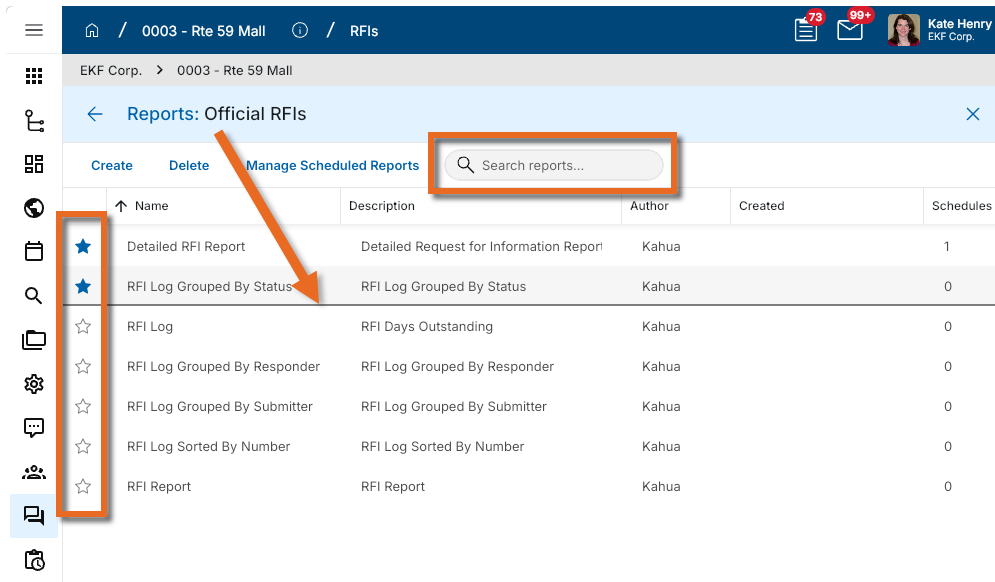 0003 - Rte 59 Mall
RFIs
73
99+
Kate Henry
EKF Corp.
EKF Corp. > 0003 - Rte 59 Mall
Reports: Official RFIs
Create Delete Manage Scheduled Reports Search reports...
Name Description Author Created Schedules
Detailed RFI Report Detailed Request for Information Report Kahua 1
RFI Log Grouped By Status RFI Log Grouped By Status Kahua 0
RFI Log RFI Days Outstanding Kahua 0
RFI Log Grouped By Responder RFI Log Grouped By Responder Kahua 0
RFI Log Grouped By Submitter RFI Log Grouped By Submitter Kahua 0
RFI Log Sorted By Number RFI Log Sorted By Number Kahua 0
RFI Report RFI Report Kahua 0